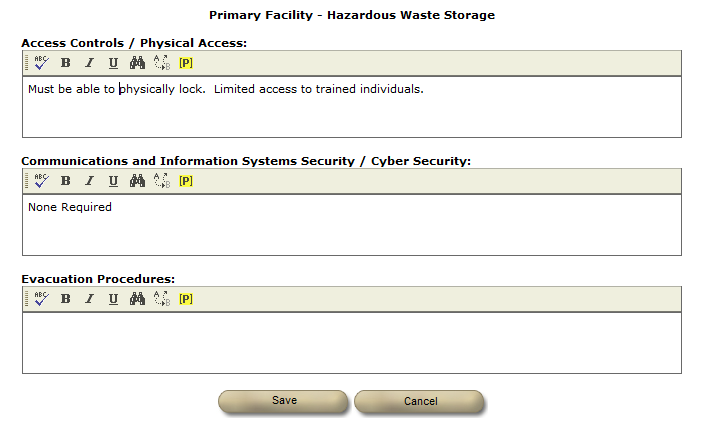 Primary Facility - Hazardous Waste Storage
Access Controls / Physical Access:
ABC B I U A B [P]
Must be able to physically lock.  Limited access to trained individuals.
Communications and Information Systems Security / Cyber Security:
ABC B I U A B [P]
None Required
Evacuation Procedures:
ABC B I U A B [P]
Save Cancel